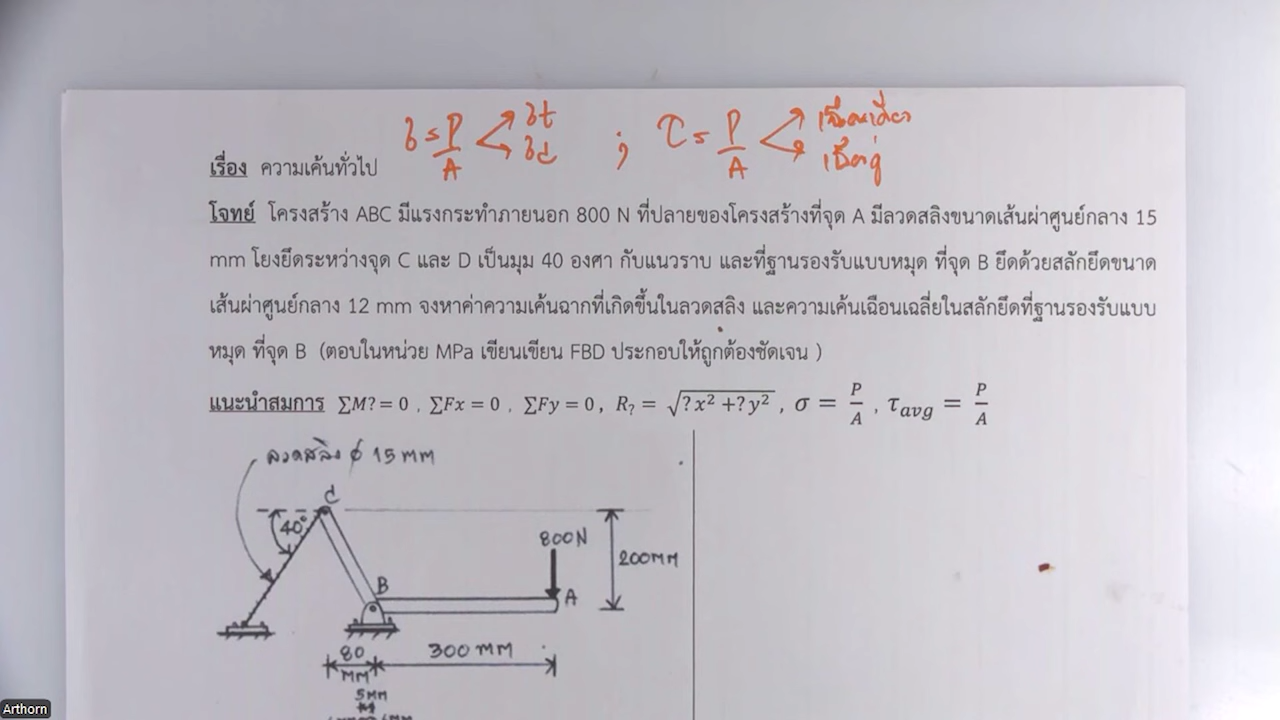 σ = P/A σt σc ; τ = P/A เฉือนเดี่ยว เฉือนคู่
เรื่อง ความเค้นทั่วไป
โจทย์ โครงสร้าง ABC มีแรงกระทำภายนอก 800 N ที่ปลายของโครงสร้างที่จุด A มีลวดสลิงขนาดเส้นผ่าศูนย์กลาง 15
mm โยงยึดระหว่างจุด C และ D เป็นมุม 40 องศา กับแนวราบ และที่ฐานรองรับแบบหมุด ที่จุด B ยึดด้วยสลักยึดขนาด
เส้นผ่าศูนย์กลาง 12 mm จงหาค่าความเค้นฉากที่เกิดขึ้นในลวดสลิง และความเค้นเฉือนเฉลี่ยในสลักยึดที่ฐานรองรับแบบ
หมุด ที่จุด B (ตอบในหน่วย MPa เขียนเขียน FBD ประกอบให้ถูกต้องชัดเจน )
แนะนำสมการ ∑M? = 0 , ∑Fx = 0 , ∑Fy = 0 , R? = √?x² +?y² , σ = P/A , τavg = P/A
ลวดสลิง ϕ 15 mm
C
40°
800N
200MM
B
A
80 MM
300 MM
5MM
Arthorn